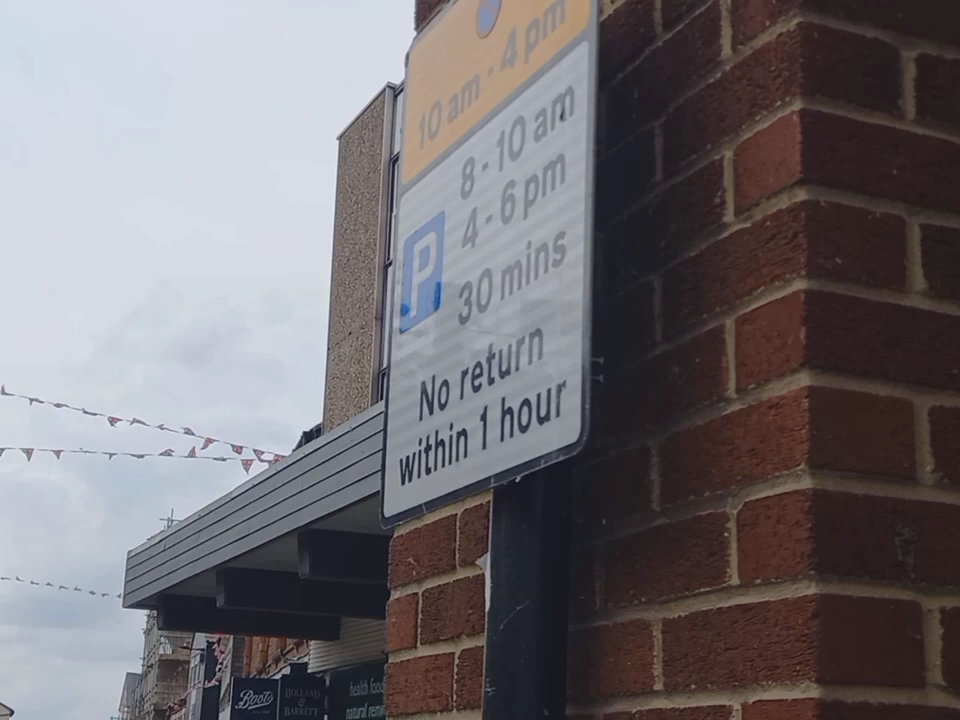 10 am - 4 pm
8 - 10 am
4 - 6 pm
P
30 mins
No return
within 1 hour
Boots
HOLLAND
&
BARRETT
health food
natural